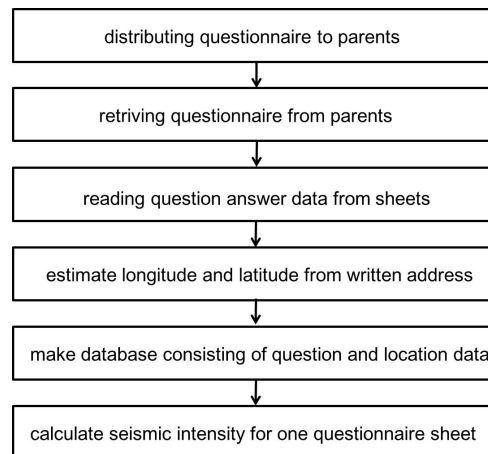 distributing questionnaire to parents
retriving questionnaire from parents
reading question answer data from sheets
estimate longitude and latitude from written address
make database consisting of question and location data
calculate seismic intensity for one questionnaire sheet